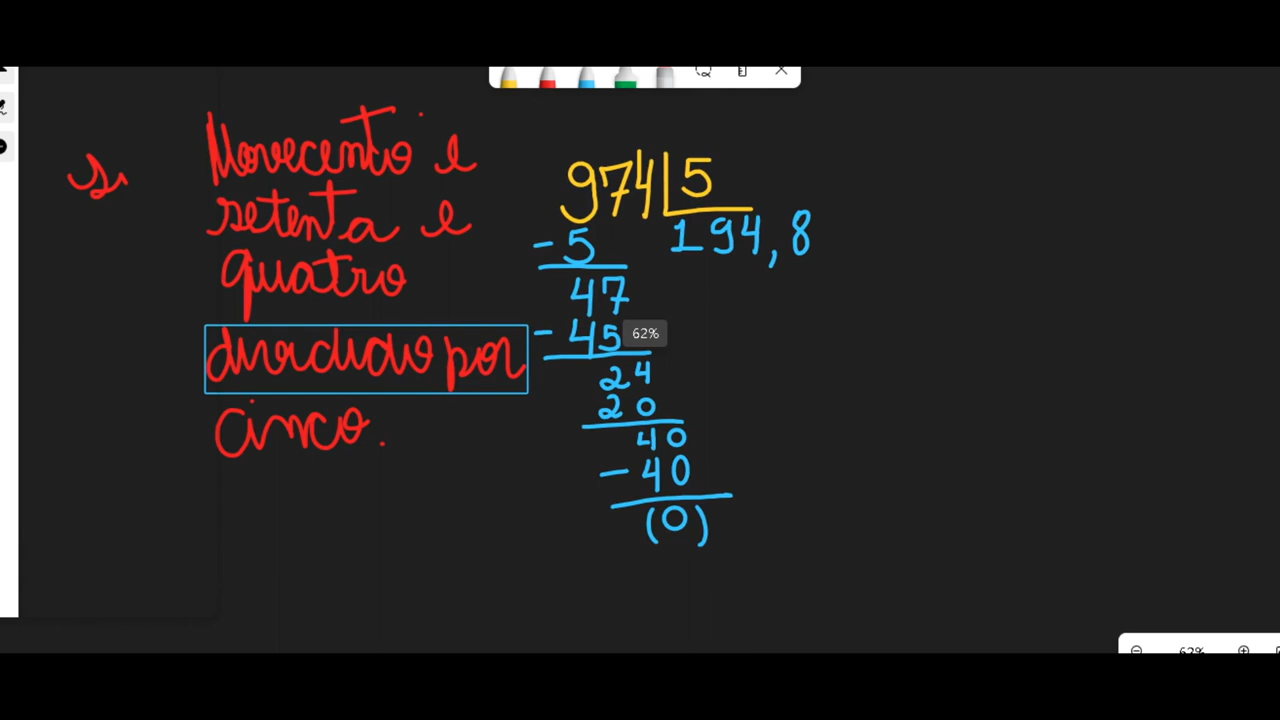 Novecento e
setenta e
quatro
dividido por
cinco.
974 5
- 5 194,8
47
- 45
62%
24
20
40
- 40
(0)
62%